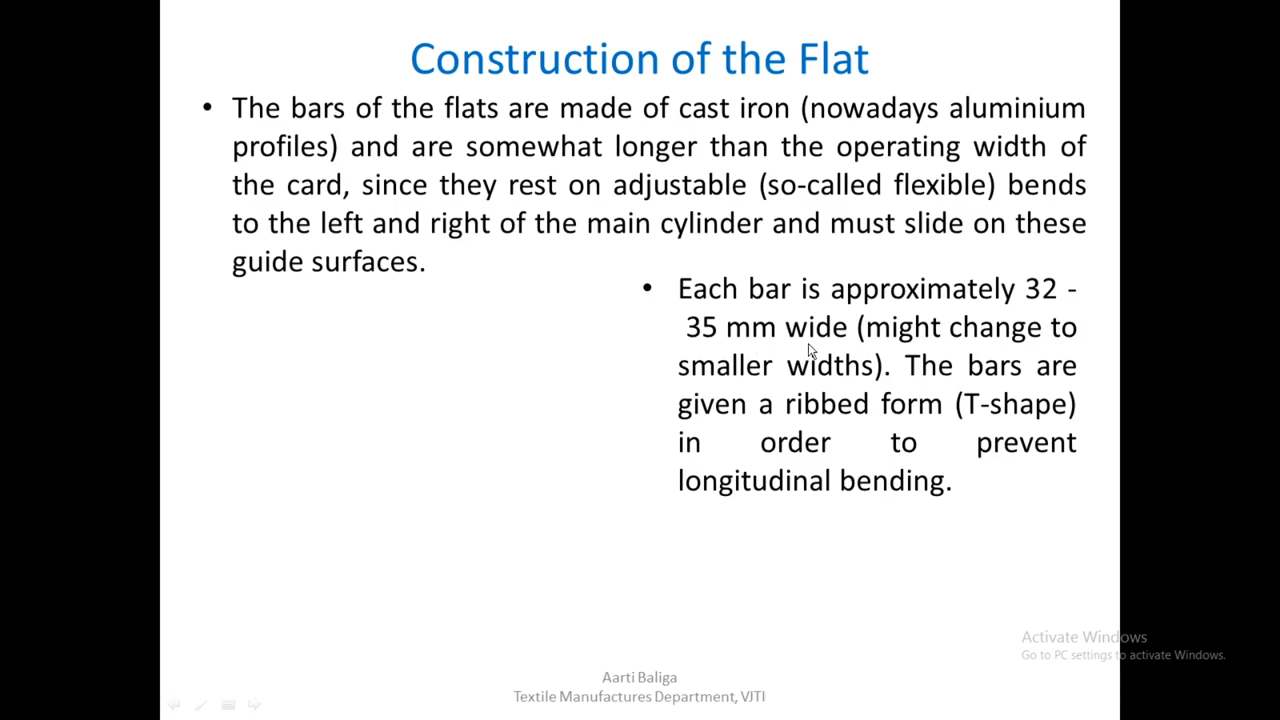 Construction of the Flat
• The bars of the flats are made of cast iron (nowadays aluminium
profiles) and are somewhat longer than the operating width of
the card, since they rest on adjustable (so-called flexible) bends
to the left and right of the main cylinder and must slide on these
guide surfaces.
• Each bar is approximately 32 -
35 mm wide (might change to
smaller widths). The bars are
given a ribbed form (T-shape)
in order to prevent
longitudinal bending.
Activate Windows
Go to PC settings to activate Windows.
Aarti Baliga
Textile Manufactures Department, VJTI